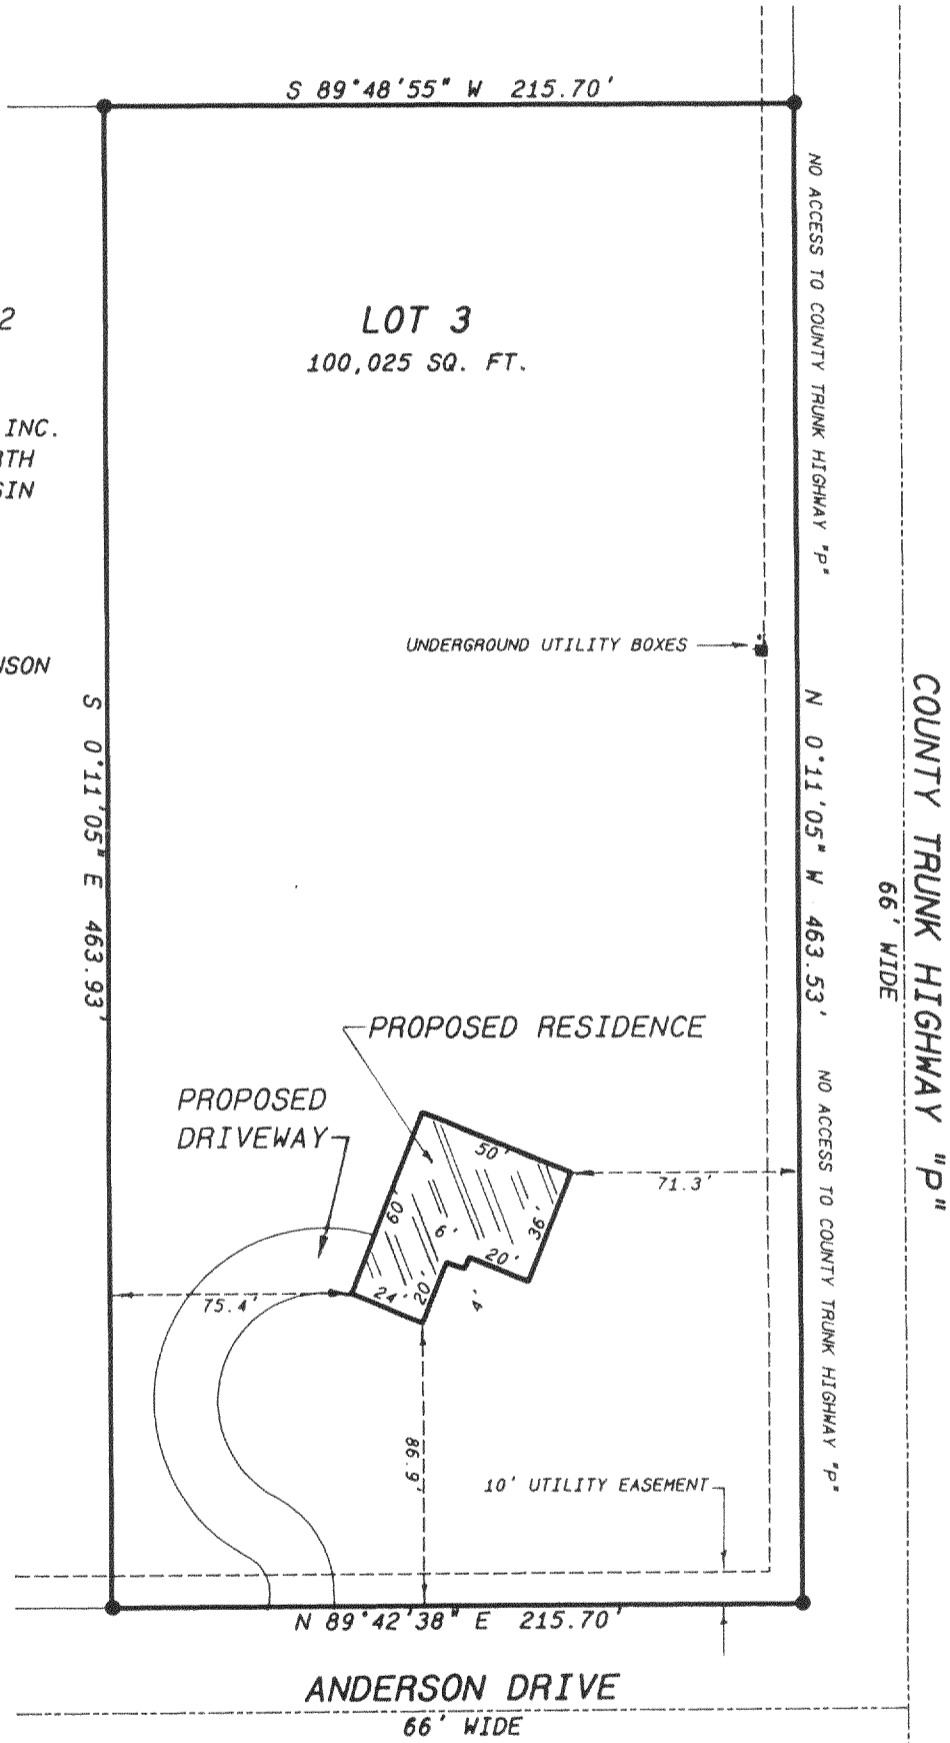 S 89°48'55" W 215.70'
NO ACCESS TO COUNTY TRUNK HIGHWAY "P"
LOT 3
100,025 SQ. FT.
2
INC.
RTH
SIN
UNDERGROUND UTILITY BOXES
NSON
S 0°11'05" E 463.93'
N 0°11'05" W 463.53'
COUNTY TRUNK HIGHWAY "P"
66' WIDE
PROPOSED RESIDENCE
PROPOSED
DRIVEWAY
NO ACCESS TO COUNTY TRUNK HIGHWAY "P"
50'
71.3'
60'
36'
6'
20'
24'
20'
4'
75.4'
86.9'
10' UTILITY EASEMENT
N 89°42'38" E 215.70'
ANDERSON DRIVE
66' WIDE